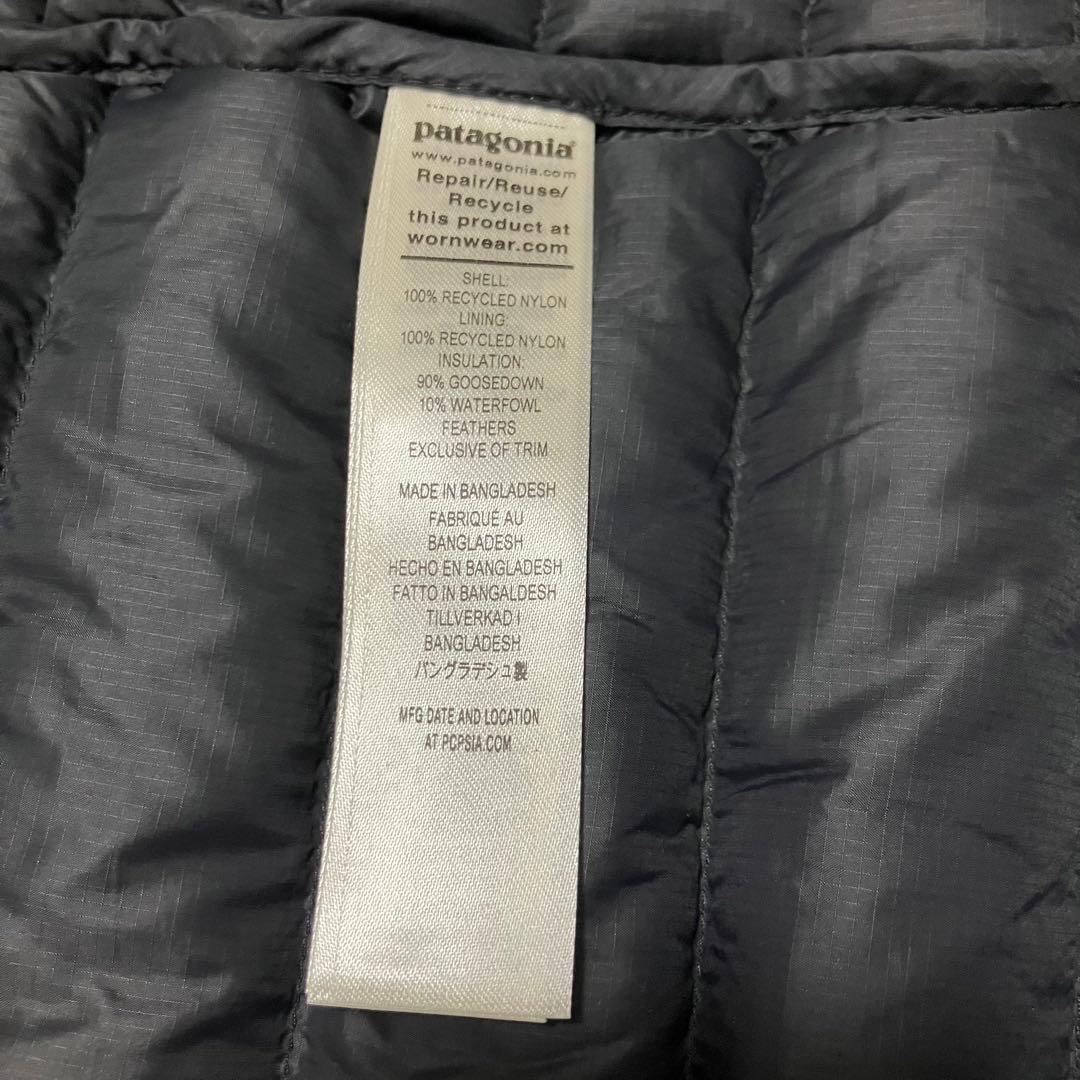 patagonia®
www.patagonia.com
Repair/Reuse/
Recycle
this product at
wornwear.com
SHELL:
100% RECYCLED NYLON
LINING:
100% RECYCLED NYLON
INSULATION:
90% GOOSEDOWN
10% WATERFOWL
FEATHERS
EXCLUSIVE OF TRIM
MADE IN BANGLADESH
FABRIQUÉ AU
BANGLADESH
HECHO EN BANGLADESH
FATTO IN BANGALDESH
TILLVERKAD I
BANGLADESH
バングラデシュ製
MFG DATE AND LOCATION
AT PCPSIA.COM